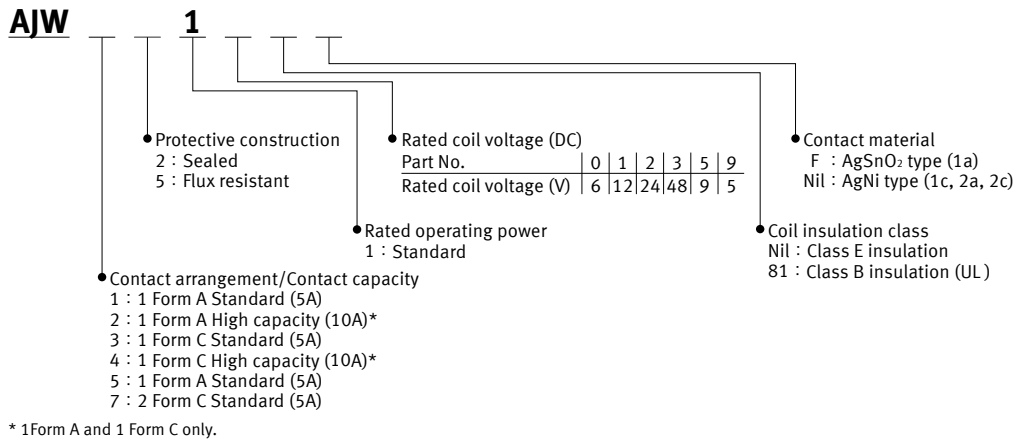 AJW 1
Protective construction
2 : Sealed
5 : Flux resistant
Rated coil voltage (DC)
Part No. 0 1 2 3 5 9
Rated coil voltage (V) 6 12 24 48 9 5
Contact material
F : AgSnO₂ type (1a)
Nil : AgNi type (1c, 2a, 2c)
Rated operating power
1 : Standard
Coil insulation class
Nil : Class E insulation
81 : Class B insulation (UL)
Contact arrangement/Contact capacity
1 : 1 Form A Standard (5A)
2 : 1 Form A High capacity (10A)*
3 : 1 Form C Standard (5A)
4 : 1 Form C High capacity (10A)*
5 : 1 Form A Standard (5A)
7 : 2 Form C Standard (5A)
* 1Form A and 1 Form C only.